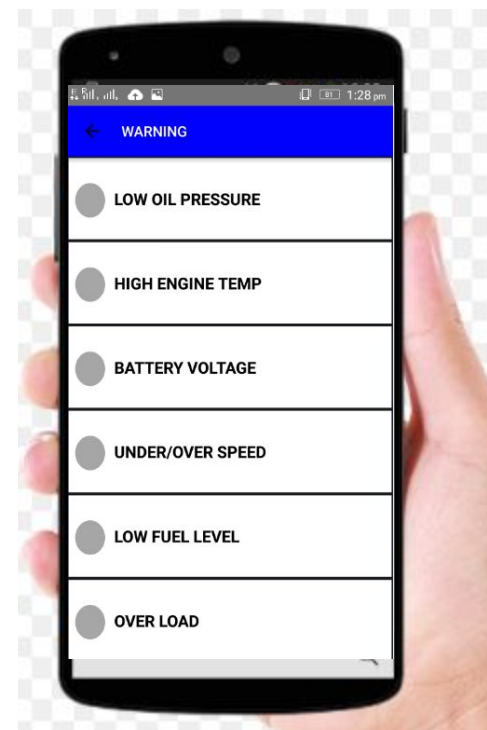 81 1:28 pm
WARNING
LOW OIL PRESSURE
HIGH ENGINE TEMP
BATTERY VOLTAGE
UNDER/OVER SPEED
LOW FUEL LEVEL
OVER LOAD